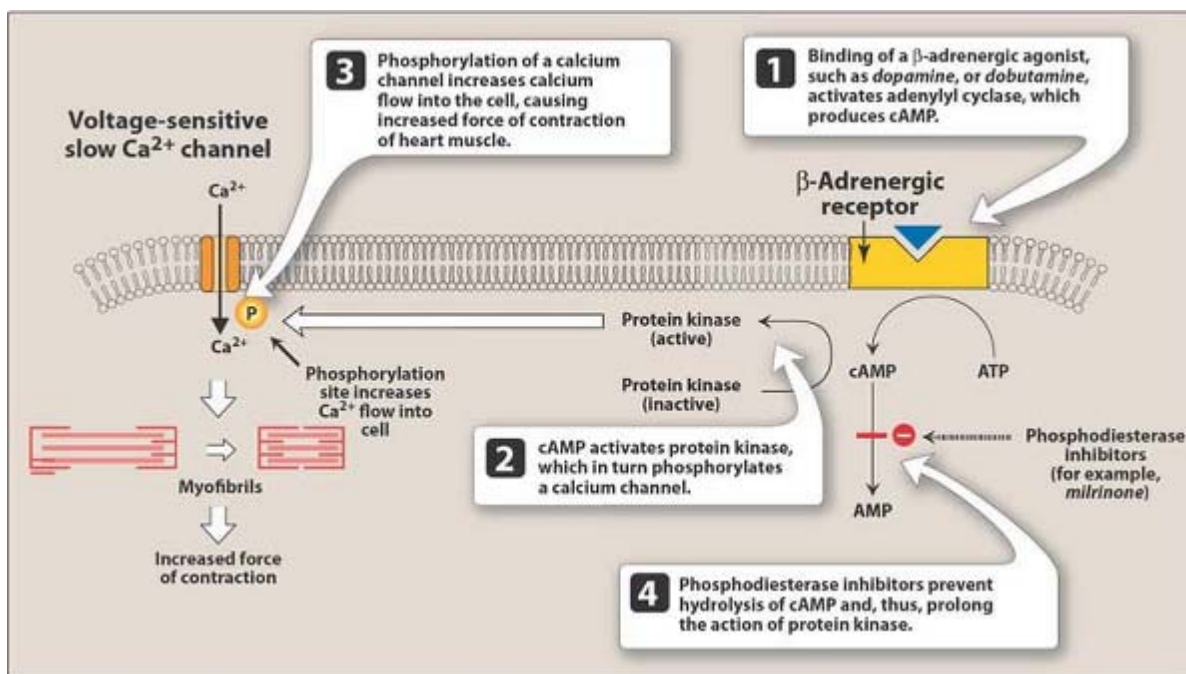 3
Phosphorylation of a calcium
channel increases calcium
flow into the cell, causing
increased force of contraction
of heart muscle.
1
Binding of a β-adrenergic agonist,
such as dopamine, or dobutamine,
activates adenylyl cyclase, which
produces cAMP.
Voltage-sensitive
slow Ca²⁺ channel
Ca²⁺
β-Adrenergic
receptor
P
Ca²⁺
Phosphorylation
site increases
Ca²⁺ flow into
cell
Protein kinase
(active)
Protein kinase
(inactive)
cAMP
ATP
2
cAMP activates protein kinase,
which in turn phosphorylates
a calcium channel.
Phosphodiesterase
inhibitors
(for example,
milrinone)
AMP
Myofibrils
Increased force
of contraction
4
Phosphodiesterase inhibitors prevent
hydrolysis of cAMP and, thus, prolong
the action of protein kinase.